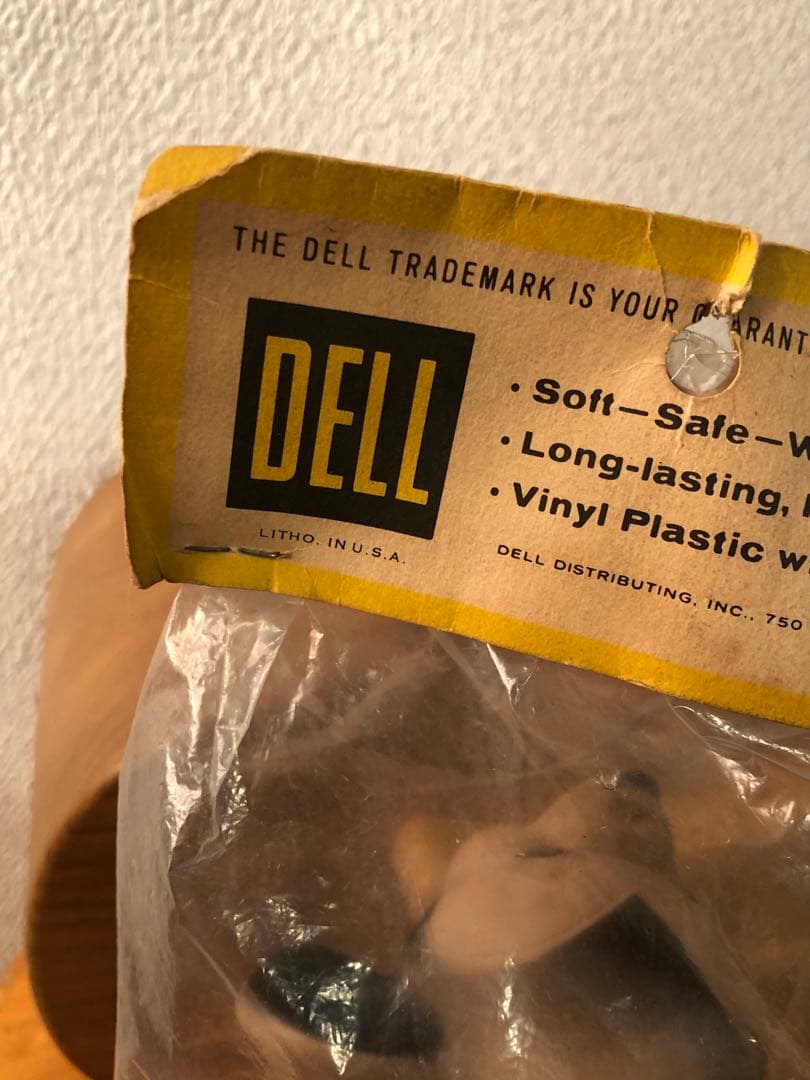 THE DELL TRADEMARK IS YOUR
DELL
• Soft—Safe—
• Long-lasting,
• Vinyl Plastic
LITHO. IN U.S.A.
DELL DISTRIBUTING, INC., 750